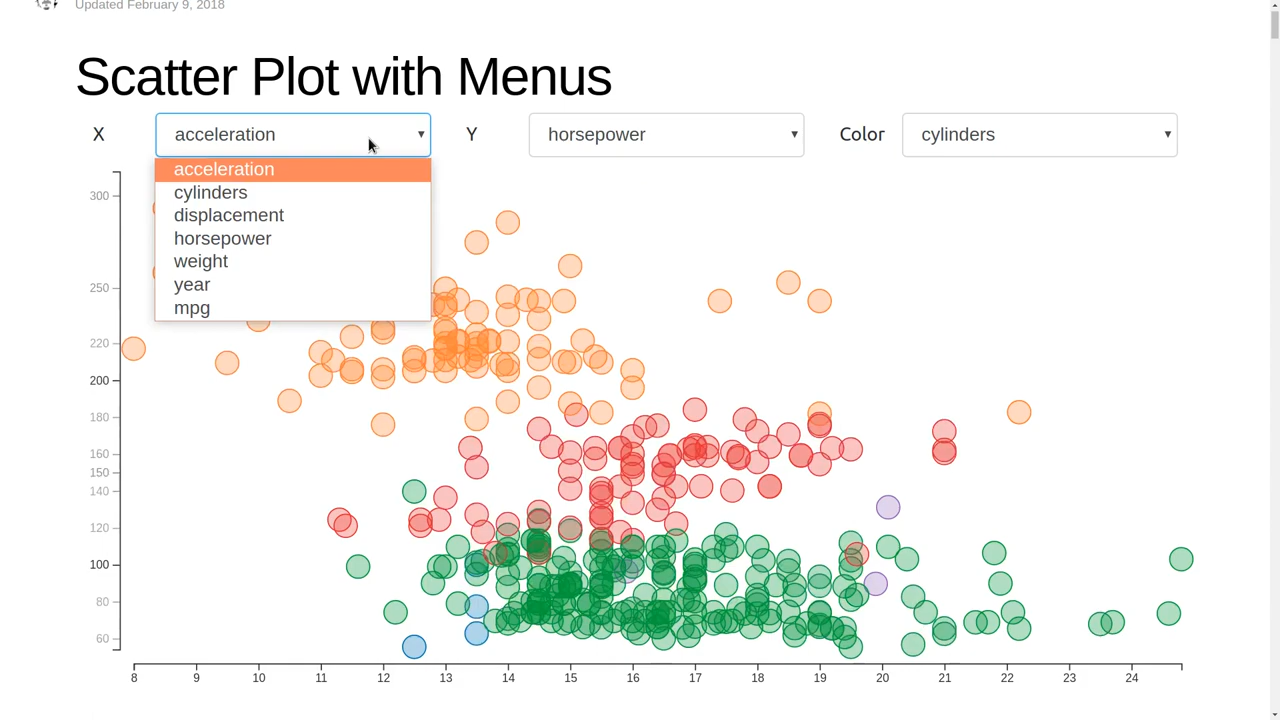 Updated February 9, 2018
Scatter Plot with Menus
X acceleration ▾ Y horsepower ▾ Color cylinders ▾
acceleration
cylinders
displacement
horsepower
weight
year
mpg
300
250
220
200
180
160
150
140
120
100
80
60
8 9 10 11 12 13 14 15 16 17 18 19 20 21 22 23 24